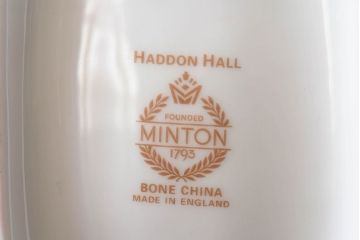 HADDON HALL
FOUNDED
MINTON
1793
BONE CHINA
MADE IN ENGLAND